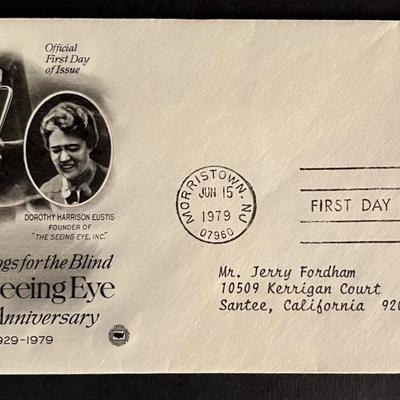 Official
First Day
of Issue
DOROTHY HARRISON EUSTIS
FOUNDER OF
"THE SEEING EYE, INC."
ogs for the Blind
eeing Eye
Anniversary
929-1979
MORRISTOWN, NJ
JUN 15
1979
07960
FIRST DAY
Mr. Jerry Fordham
10509 Kerrigan Court
Santee, California 920